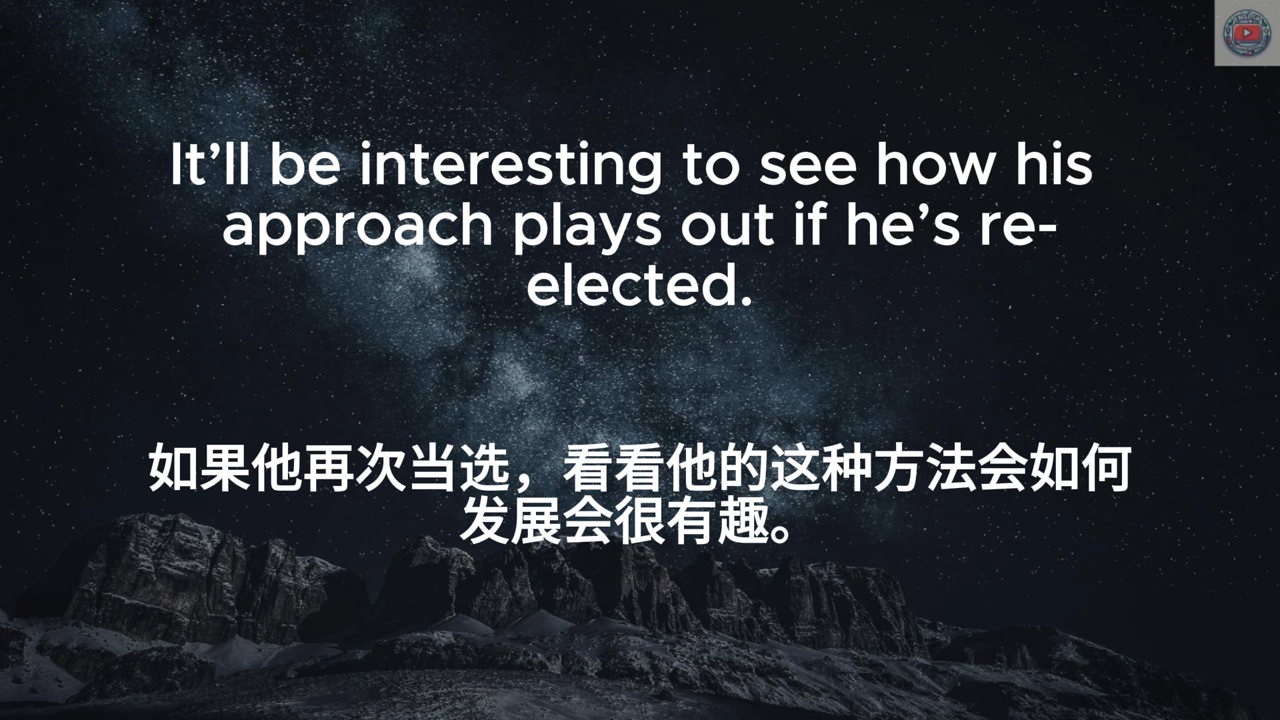 It’ll be interesting to see how his
approach plays out if he’s re-
elected.
如果他再次当选，看看他的这种方法会如何
发展会很有趣。